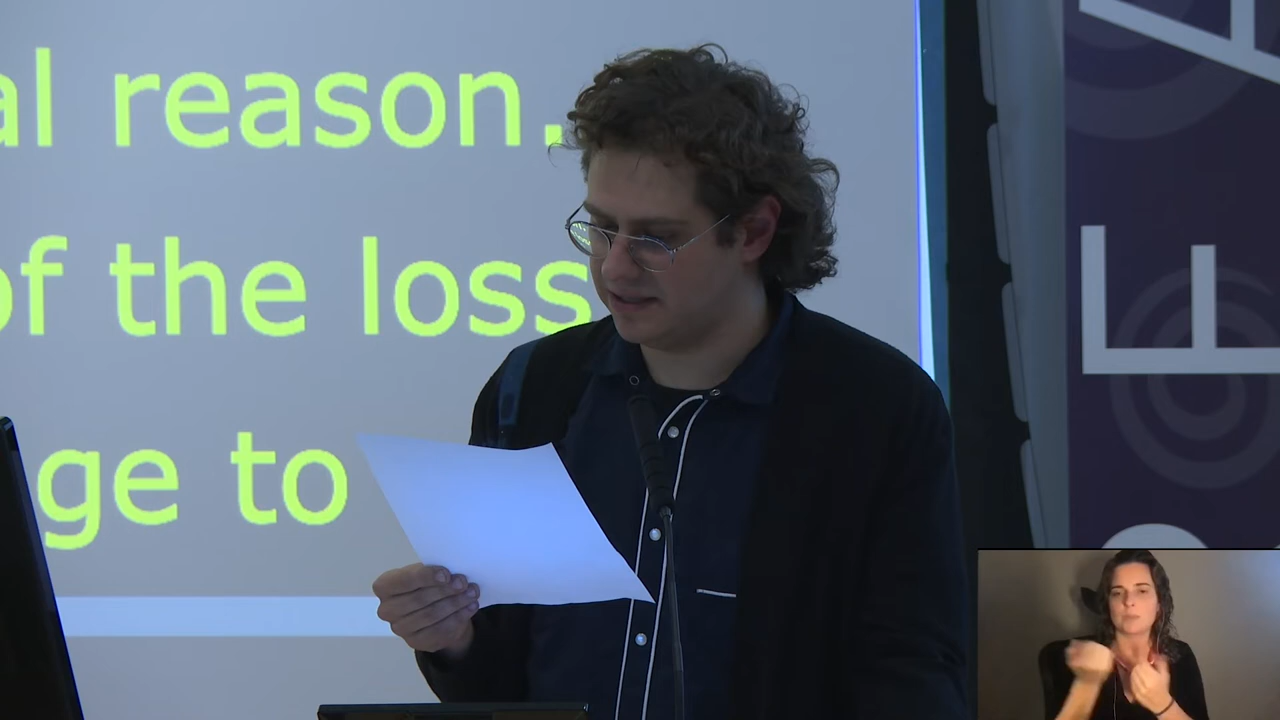 al reason.
of the loss
ge to